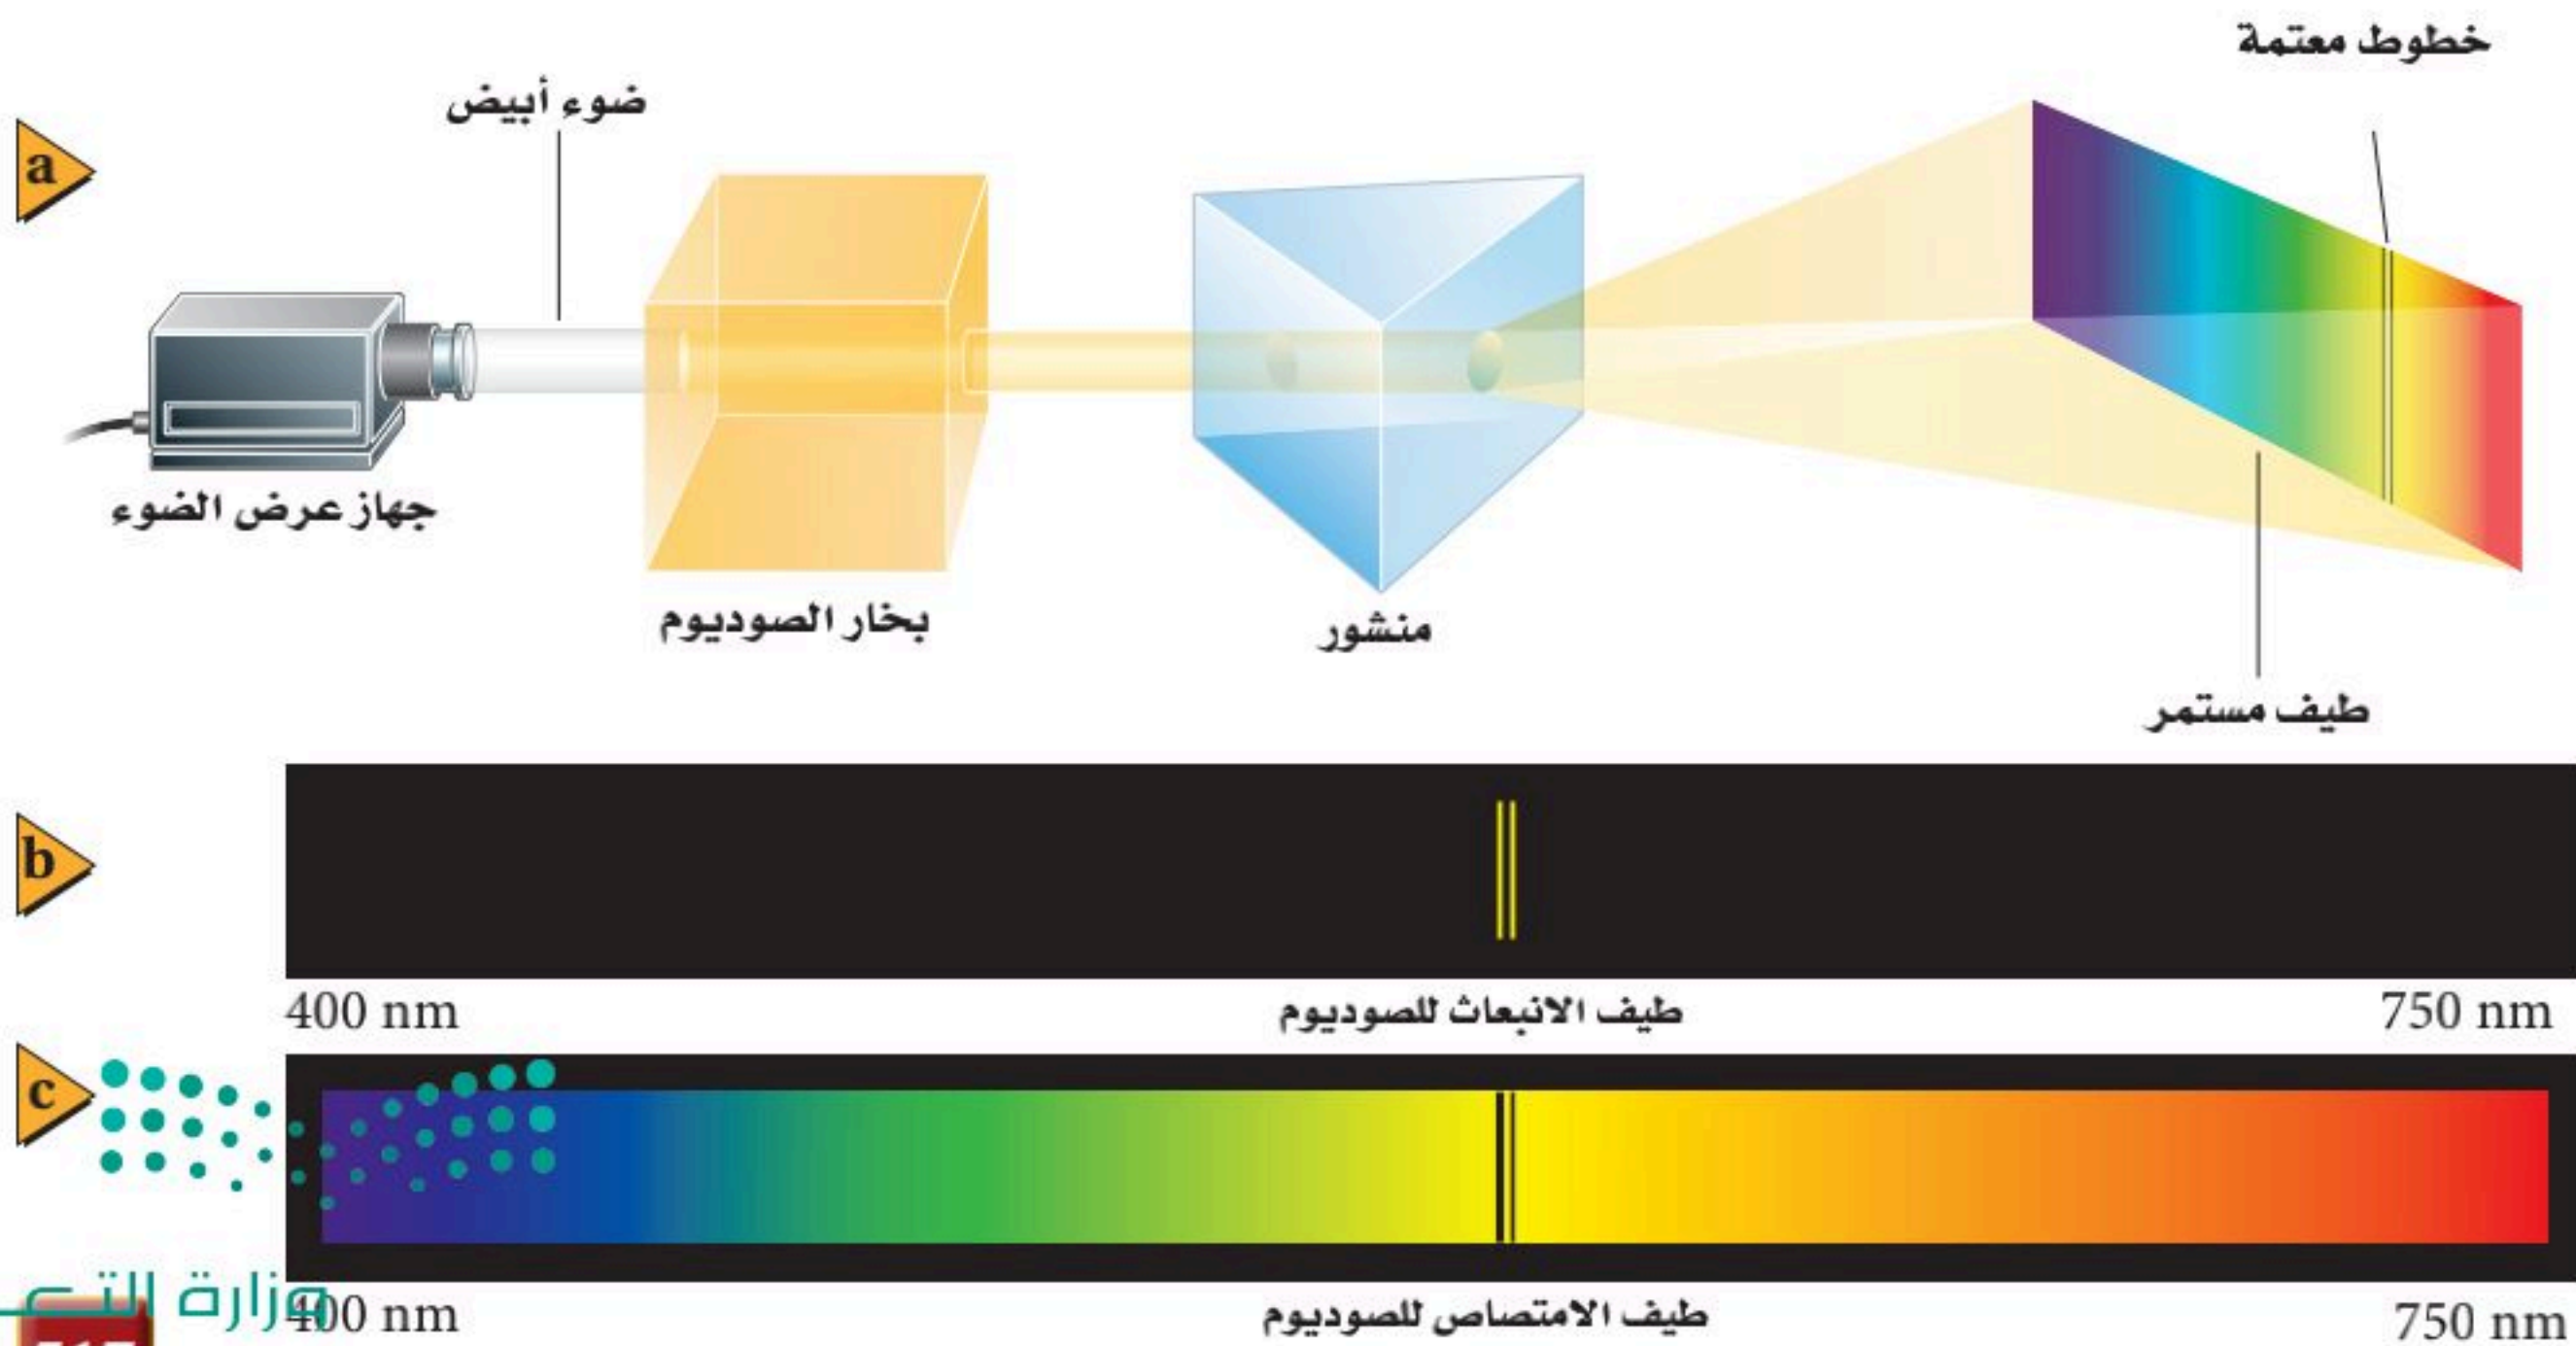 خطوط معتمة
ضوء أبيض
a
جهاز عرض الضوء
بخار الصوديوم
منشور
طيف مستمر
b
400 nm
طيف الانبعاث للصوديوم
750 nm
c
وزارة
400 nm
طيف الامتصاص للصوديوم
750 nm